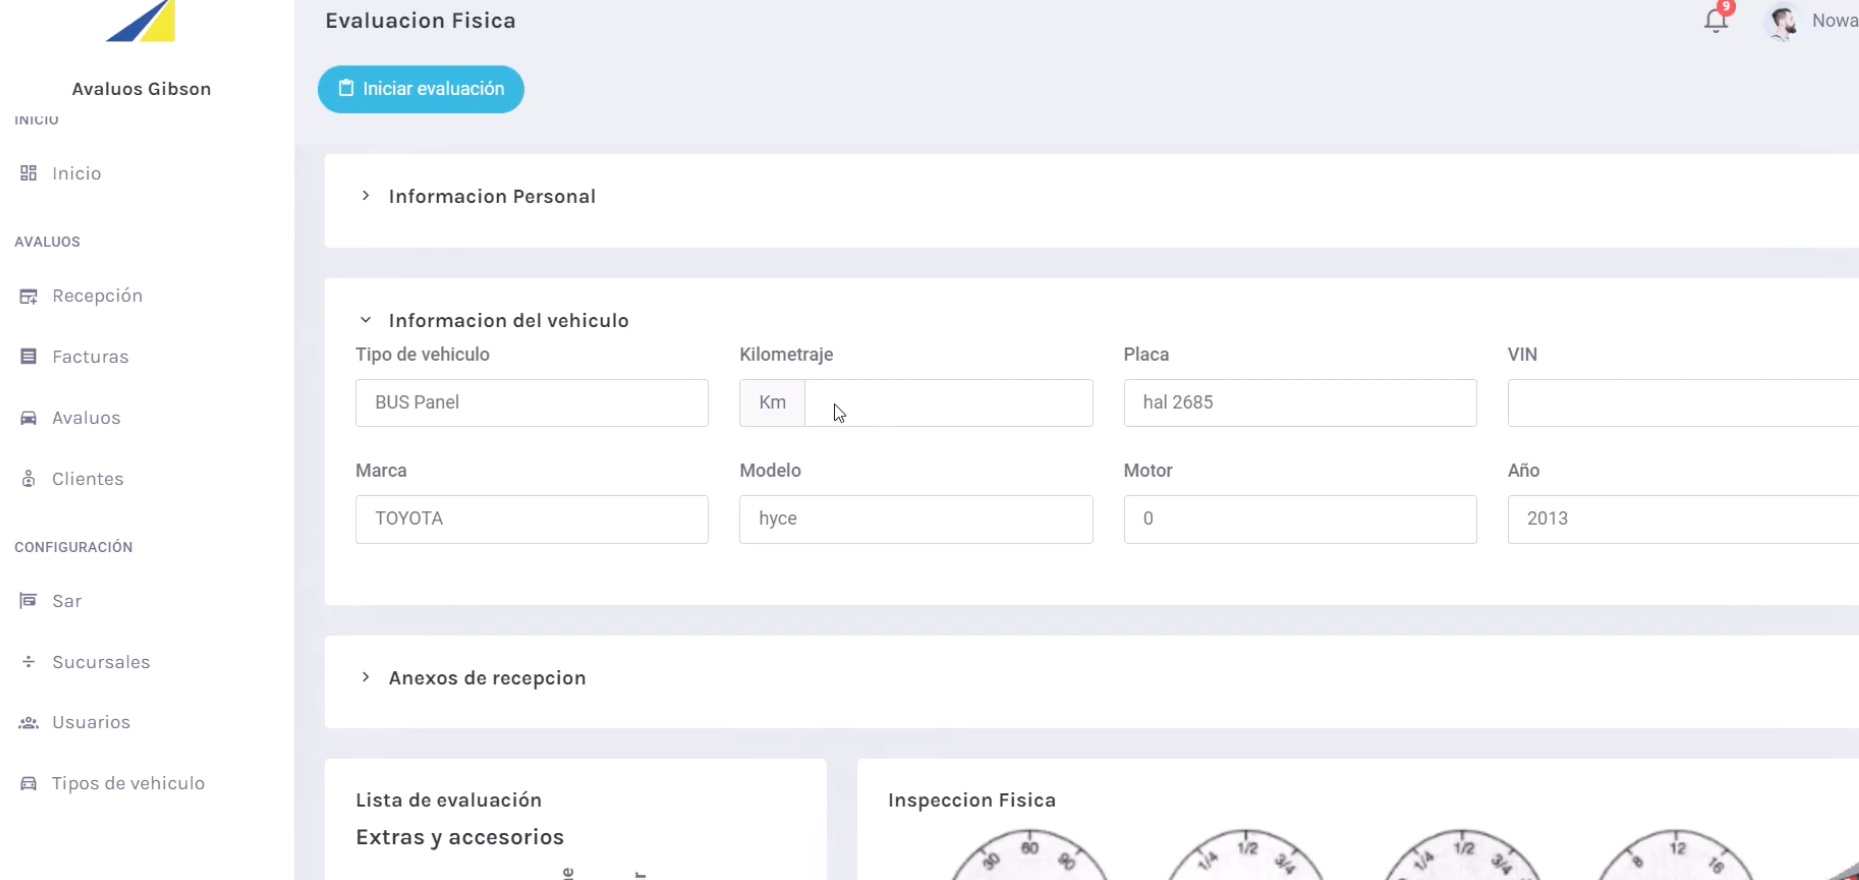 Evaluacion Fisica
9
Nowa
Avaluos Gibson
Iniciar evaluación
INICIO
Inicio
Informacion Personal
AVALUOS
Recepción
Informacion del vehiculo
Facturas
Tipo de vehiculo
Kilometraje
Placa
VIN
BUS Panel
Km
hal 2685
Avaluos
Marca
Modelo
Motor
Año
Clientes
TOYOTA
hyce
0
2013
CONFIGURACIÓN
Sar
Sucursales
Anexos de recepcion
Usuarios
Tipos de vehiculo
Lista de evaluación
Inspeccion Fisica
Extras y accesorios
30 60 90
1/4 1/2 3/4
1/4 1/2 3/4
8 12 16